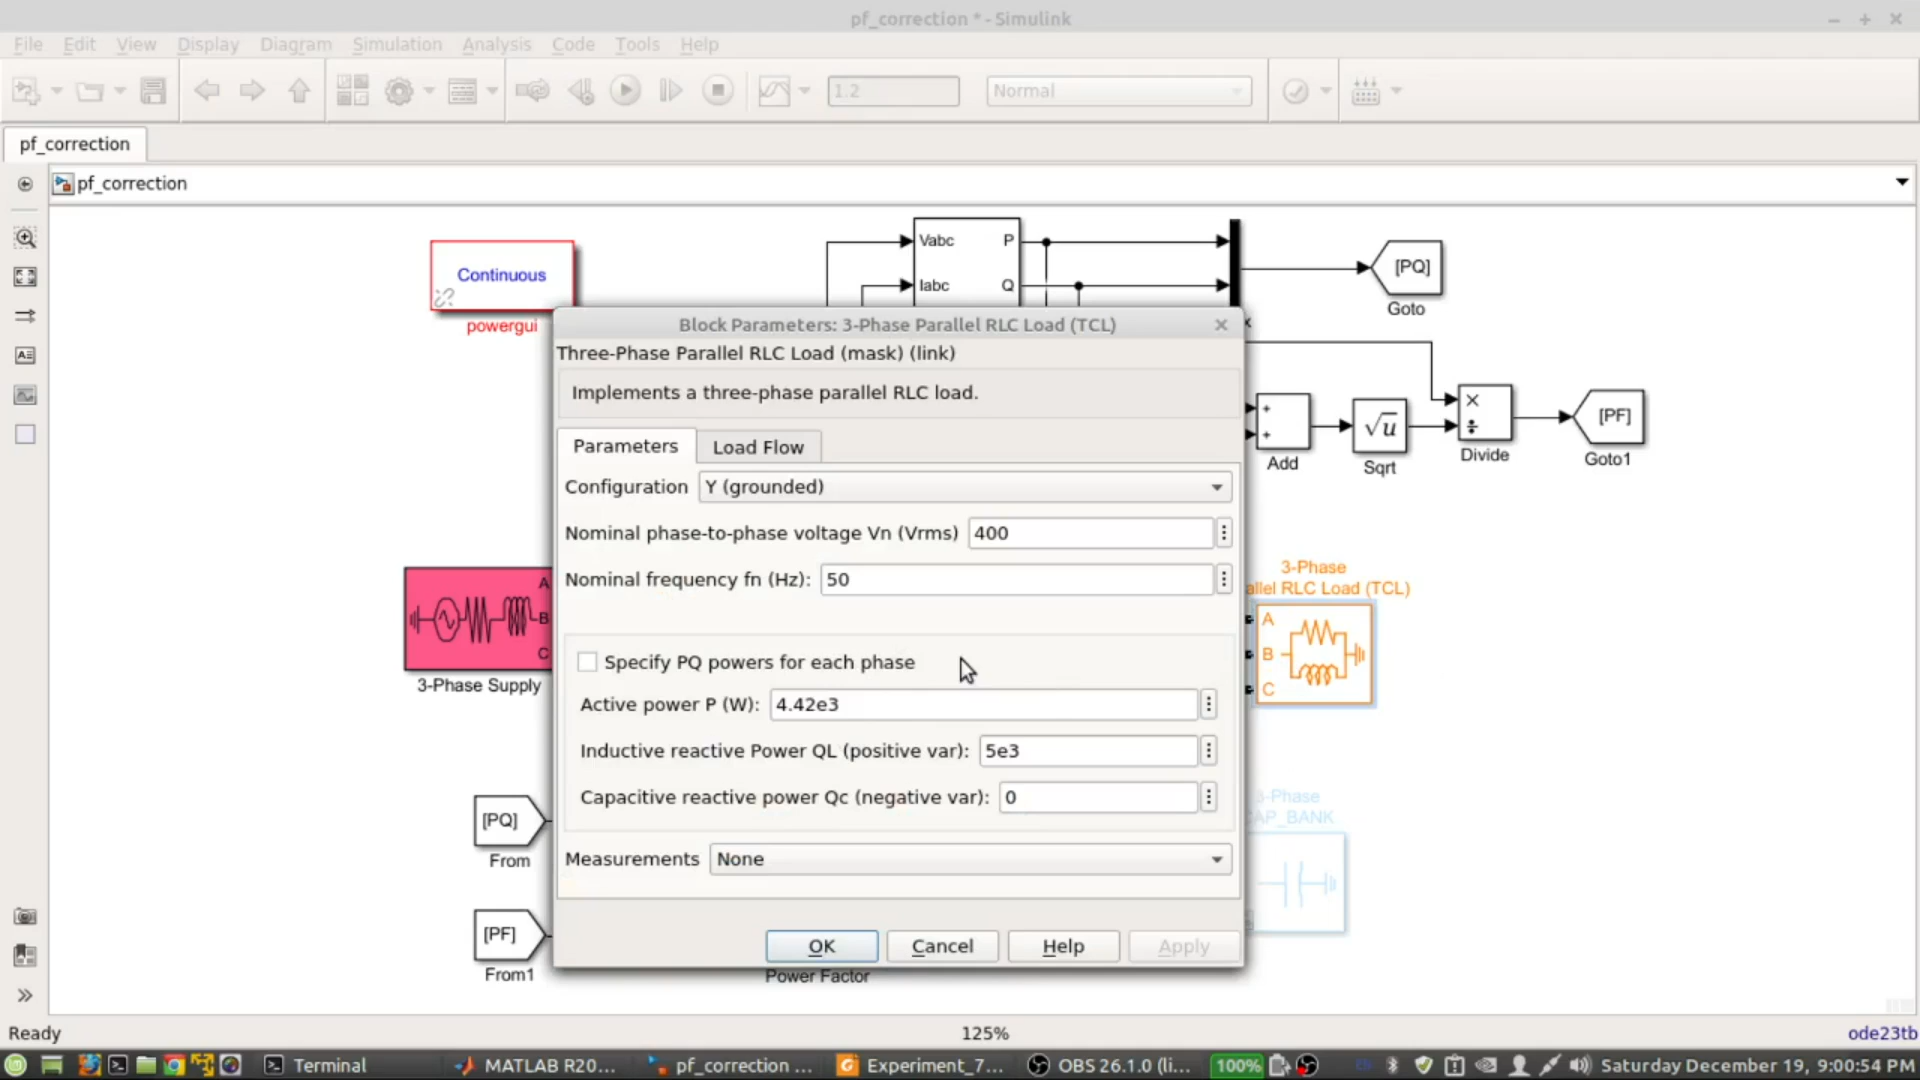 pf_correction * - Simulink
File Edit View Display Diagram Simulation Analysis Code Tools Help
1.2
Normal
pf_correction
pf_correction
Continuous
powergui
Vabc
P
Iabc
Q
[PQ]
Goto
Block Parameters: 3-Phase Parallel RLC Load (TCL)
Three-Phase Parallel RLC Load (mask) (link)
Implements a three-phase parallel RLC load.
Parameters
Load Flow
Configuration
Y (grounded)
Nominal phase-to-phase voltage Vn (Vrms)
400
Nominal frequency fn (Hz):
50
Specify PQ powers for each phase
Active power P (W):
4.42e3
Inductive reactive Power QL (positive var):
5e3
Capacitive reactive power Qc (negative var):
0
Measurements
None
OK
Cancel
Help
Apply
+
+
Add
√u
Sqrt
×
÷
Divide
[PF]
Goto1
A
B
C
3-Phase Supply
3-Phase
allel RLC Load (TCL)
A
B
C
3-Phase
CAP_BANK
[PQ]
From
[PF]
From1
Power Factor
Ready
125%
ode23tb
Terminal
MATLAB R20...
pf_correction ...
Experiment_7...
OBS 26.1.0 (li...
100%
Saturday December 19, 9:00:54 PM